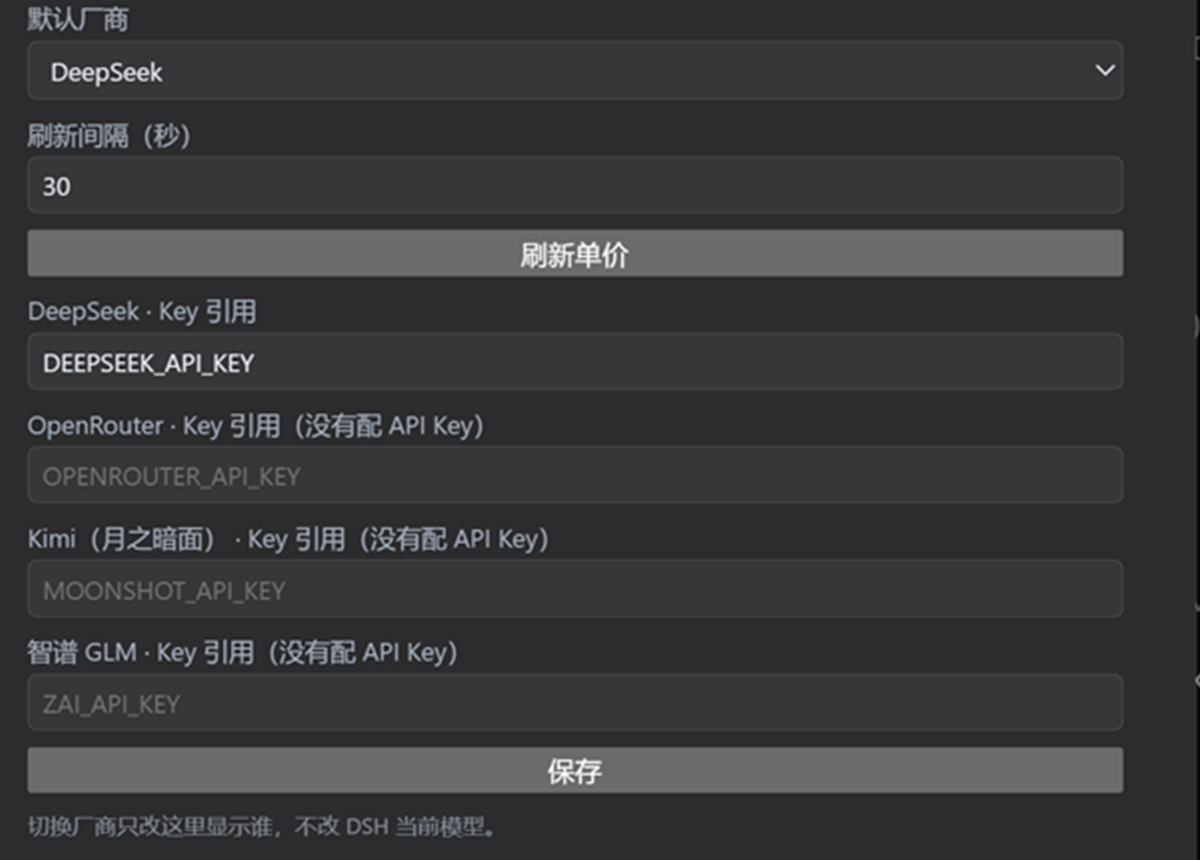 默认厂商
DeepSeek
刷新间隔（秒）
30
刷新单价
DeepSeek · Key 引用
DEEPSEEK_API_KEY
OpenRouter · Key 引用（没有配 API Key）
OPENROUTER_API_KEY
Kimi（月之暗面） · Key 引用（没有配 API Key）
MOONSHOT_API_KEY
智谱 GLM · Key 引用（没有配 API Key）
ZAI_API_KEY
保存
切换厂商只改这里显示谁，不改 DSH 当前模型。